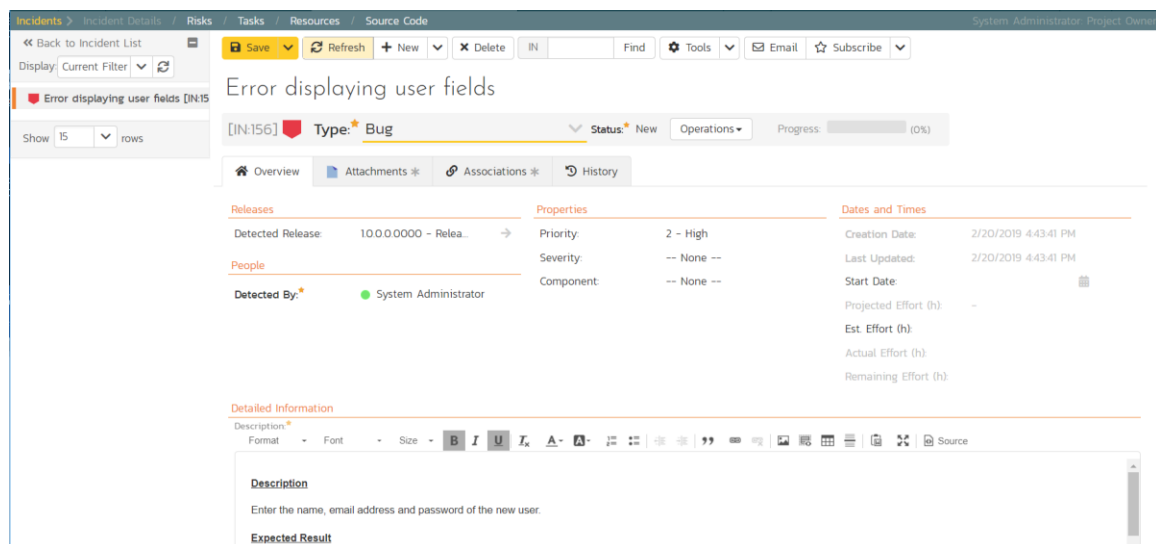 Incidents > Incident Details / Risks / Tasks / Resources / Source Code System Administrator: Project Owner
Back to Incident List
Display: Current Filter
Error displaying user fields [IN:15
Show 15 rows
Save Refresh + New Delete IN Find Tools Email Subscribe
Error displaying user fields
[IN:156] Type:* Bug Status:* New Operations Progress: (0%)
Overview Attachments * Associations * History
Releases
Detected Release: 1.0.0.0.0000 - Relea...
People
Detected By:* System Administrator
Properties
Priority: 2 - High
Severity: -- None --
Component: -- None --
Dates and Times
Creation Date: 2/20/2019 4:43:41 PM
Last Updated: 2/20/2019 4:43:41 PM
Start Date:
Projected Effort (h): -
Est. Effort (h):
Actual Effort (h):
Remaining Effort (h):
Detailed Information
Description:*
Format Font Size B I U Tx A A Source
Description
Enter the name, email address and password of the new user.
Expected Result